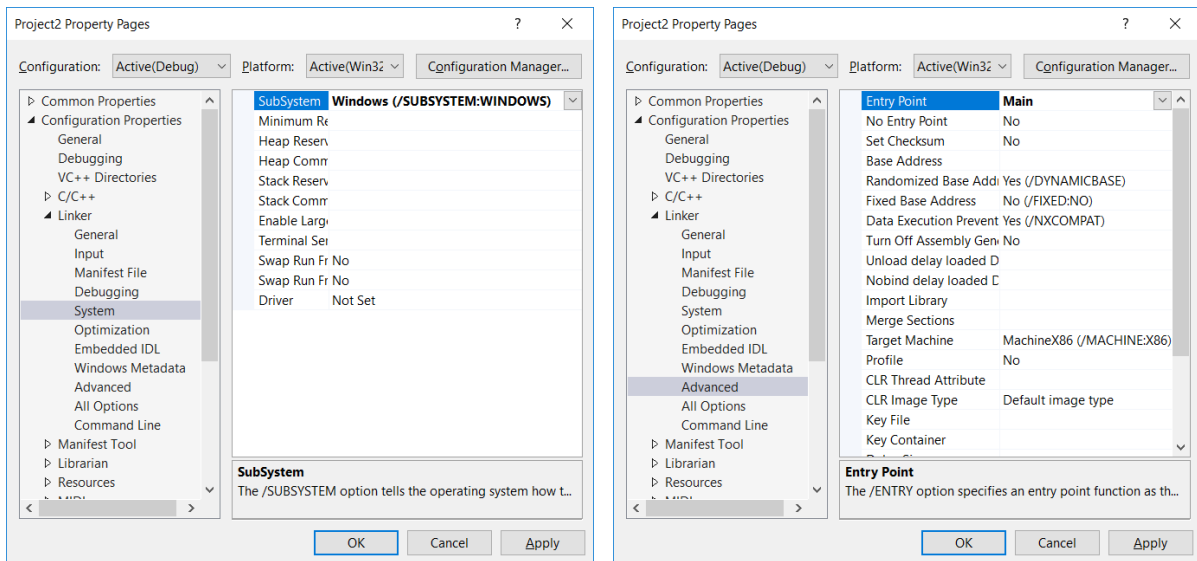 Project2 Property Pages
Configuration: Active(Debug) Platform: Active(Win32 Configuration Manager...
Common Properties
Configuration Properties
General
Debugging
VC++ Directories
C/C++
Linker
General
Input
Manifest File
Debugging
System
Optimization
Embedded IDL
Windows Metadata
Advanced
All Options
Command Line
Manifest Tool
Librarian
Resources
SubSystem Windows (/SUBSYSTEM:WINDOWS)
Minimum Re
Heap Reserv
Heap Comm
Stack Reserv
Stack Comm
Enable Large
Terminal Ser
Swap Run Fr No
Swap Run Fr No
Driver Not Set
SubSystem
The /SUBSYSTEM option tells the operating system how t...
OK Cancel Apply
Project2 Property Pages
Configuration: Active(Debug) Platform: Active(Win32 Configuration Manager...
Common Properties
Configuration Properties
General
Debugging
VC++ Directories
C/C++
Linker
General
Input
Manifest File
Debugging
System
Optimization
Embedded IDL
Windows Metadata
Advanced
All Options
Command Line
Manifest Tool
Librarian
Resources
Entry Point Main
No Entry Point No
Set Checksum No
Base Address
Randomized Base Addr Yes (/DYNAMICBASE)
Fixed Base Address No (/FIXED:NO)
Data Execution Prevent Yes (/NXCOMPAT)
Turn Off Assembly Gen No
Unload delay loaded D
Nobind delay loaded D
Import Library
Merge Sections
Target Machine MachineX86 (/MACHINE:X86)
Profile No
CLR Thread Attribute
CLR Image Type Default image type
Key File
Key Container
Entry Point
The /ENTRY option specifies an entry point function as th...
OK Cancel Apply